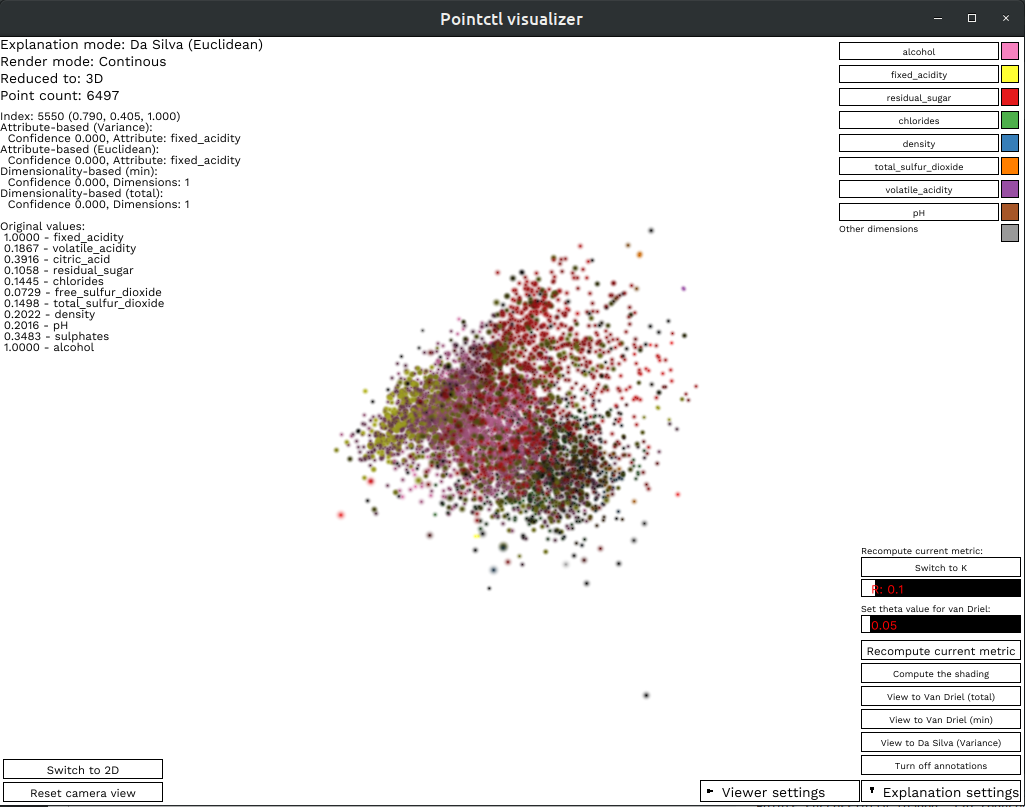 Pointctl visualizer
Explanation mode: Da Silva (Euclidean)
Render mode: Continous
Reduced to: 3D
Point count: 6497
Index: 5550 (0.790, 0.405, 1.000)
Attribute-based (Variance):
Confidence 0.000, Attribute: fixed_acidity
Attribute-based (Euclidean):
Confidence 0.000, Attribute: fixed_acidity
Dimensionality-based (min):
Confidence 0.000, Dimensions: 1
Dimensionality-based (total):
Confidence 0.000, Dimensions: 1
Original values:
1.0000 - fixed_acidity
0.1867 - volatile_acidity
0.3916 - citric_acid
0.1058 - residual_sugar
0.1445 - chlorides
0.0729 - free_sulfur_dioxide
0.1498 - total_sulfur_dioxide
0.2022 - density
0.2016 - pH
0.3483 - sulphates
1.0000 - alcohol
alcohol
fixed_acidity
residual_sugar
chlorides
density
total_sulfur_dioxide
volatile_acidity
pH
Other dimensions
Recompute current metric:
Switch to K
R: 0.1
Set theta value for van Driel:
0.05
Recompute current metric
Compute the shading
View to Van Driel (total)
View to Van Driel (min)
View to Da Silva (Variance)
Turn off annotations
Switch to 2D
Reset camera view
Viewer settings
Explanation settings